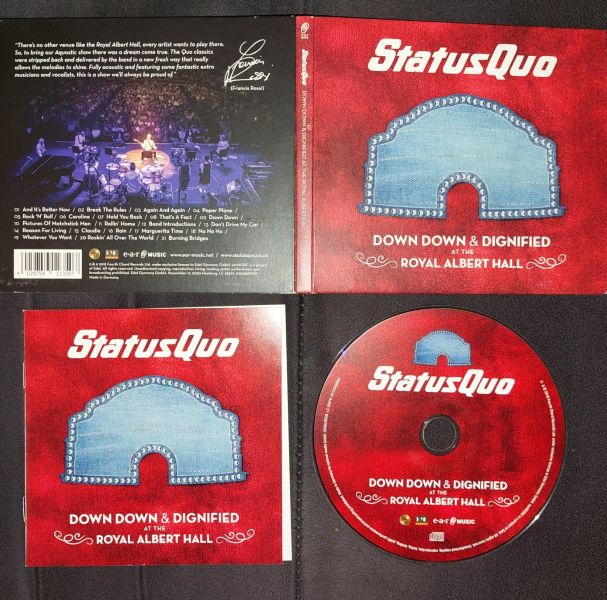 "There's no other venue like the Royal Albert Hall, every artist wants to play there.
So, to bring our Aquostic show there was a dream come true. The Quo classics
were stripped back and delivered by the band in a new fresh way that really
allows the melodies to shine. Fully acoustic and featuring some fantastic extra
musicians and vocalists, this is a show we'll always be proud of."
(Francis Rossi)
01 And It's Better Now / 02 Break The Rules / 03 Again And Again / 04 Paper Plane /
05 Rock 'N' Roll / 06 Caroline / 07 Hold You Back / 08 That's A Fact / 09 Down Down /
10 Pictures Of Matchstick Men / 11 Rollin' Home / 12 Band Introductions / 13 Don't Drive My Car /
14 Reason For Living / 15 Claudie / 16 Rain / 17 Marguerita Time / 18 Na Na Na /
19 Whatever You Want / 20 Rockin' All Over The World / 21 Burning Bridges
e·a·r MUSIC / www.ear-music.net / www.statusquo.co.uk
Made in Germany.
StatusQuo DOWN DOWN & DIGNIFIED AT THE ROYAL ALBERT HALL
StatusQuo
DOWN DOWN & DIGNIFIED
AT THE
ROYAL ALBERT HALL
StatusQuo
DOWN DOWN & DIGNIFIED
AT THE
ROYAL ALBERT HALL
StatusQuo
DOWN DOWN & DIGNIFIED
AT THE
ROYAL ALBERT HALL
e·a·r MUSIC